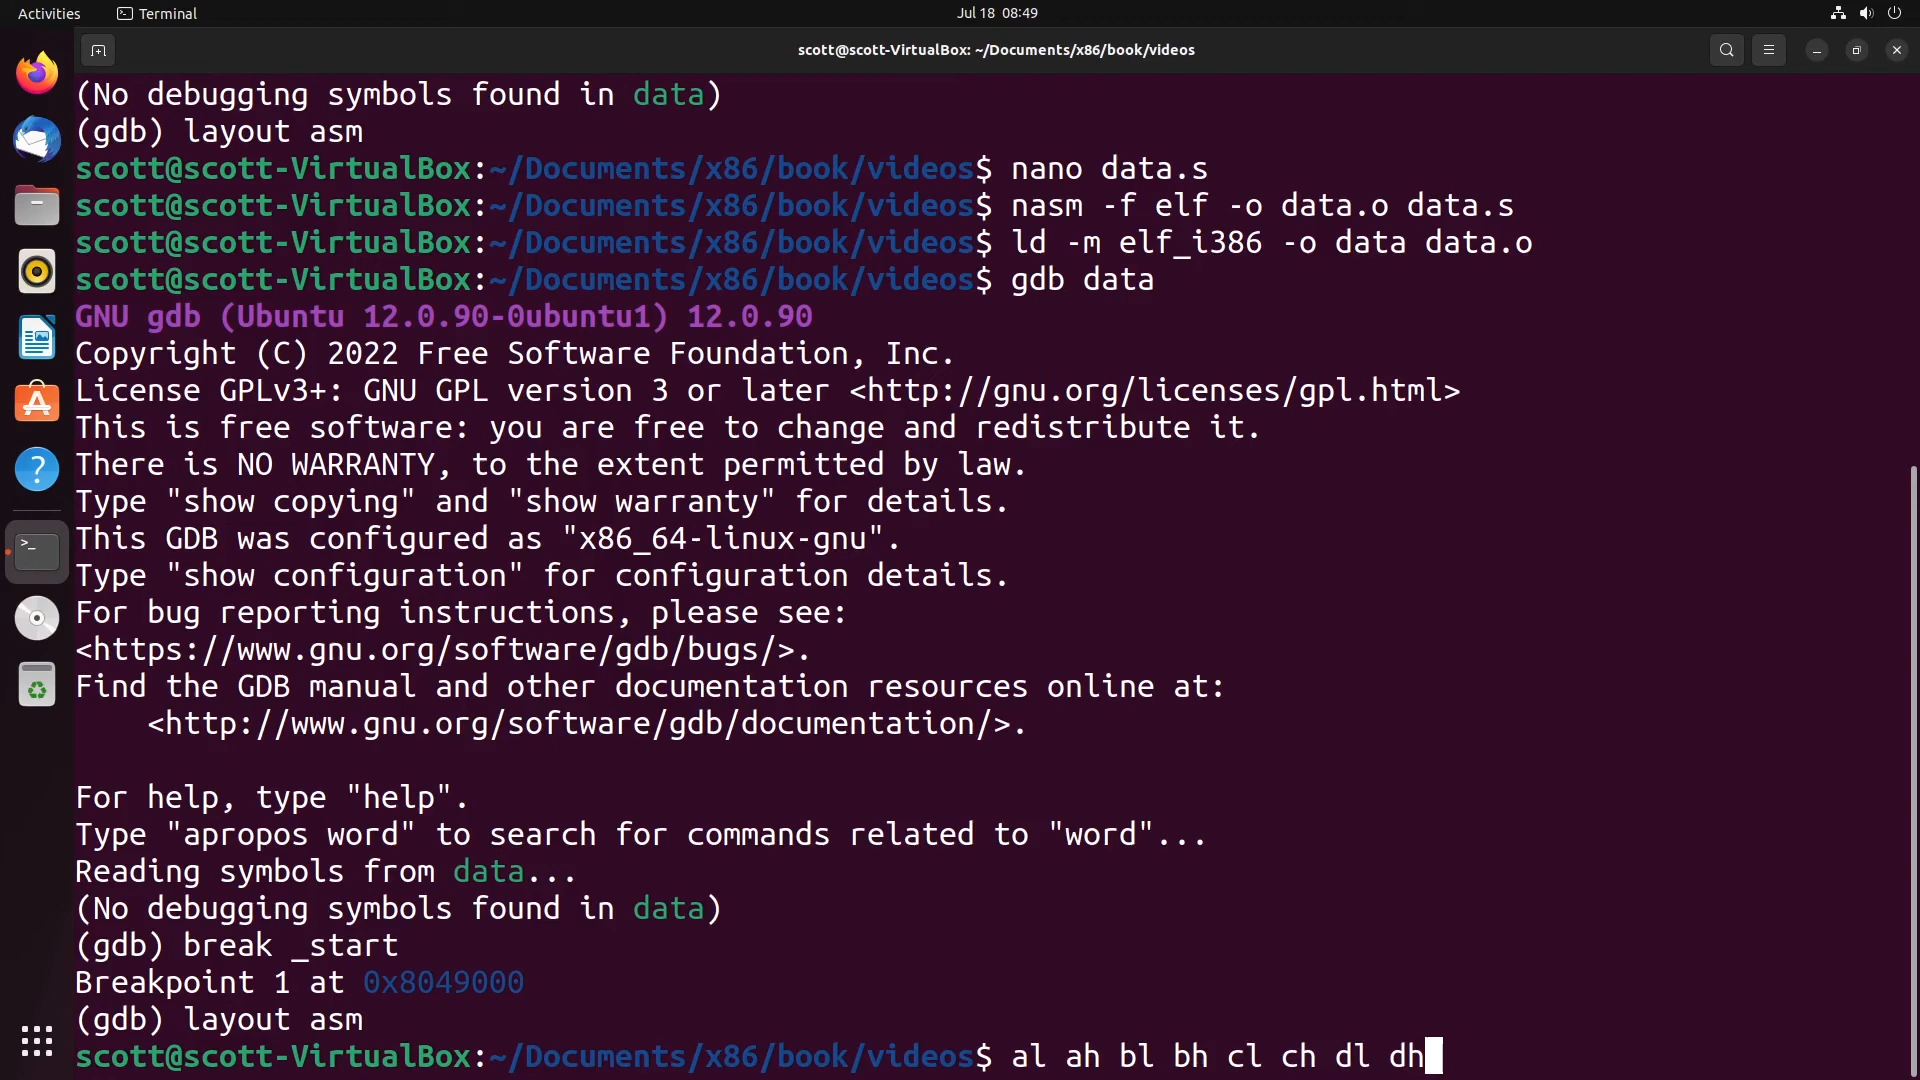 Activities Terminal Jul 18 08:49
scott@scott-VirtualBox: ~/Documents/x86/book/videos
(No debugging symbols found in data)
(gdb) layout asm
scott@scott-VirtualBox:~/Documents/x86/book/videos$ nano data.s
scott@scott-VirtualBox:~/Documents/x86/book/videos$ nasm -f elf -o data.o data.s
scott@scott-VirtualBox:~/Documents/x86/book/videos$ ld -m elf_i386 -o data data.o
scott@scott-VirtualBox:~/Documents/x86/book/videos$ gdb data
GNU gdb (Ubuntu 12.0.90-0ubuntu1) 12.0.90
Copyright (C) 2022 Free Software Foundation, Inc.
License GPLv3+: GNU GPL version 3 or later <http://gnu.org/licenses/gpl.html>
This is free software: you are free to change and redistribute it.
There is NO WARRANTY, to the extent permitted by law.
Type "show copying" and "show warranty" for details.
This GDB was configured as "x86_64-linux-gnu".
Type "show configuration" for configuration details.
For bug reporting instructions, please see:
<https://www.gnu.org/software/gdb/bugs/>.
Find the GDB manual and other documentation resources online at:
    <http://www.gnu.org/software/gdb/documentation/>.

For help, type "help".
Type "apropos word" to search for commands related to "word"...
Reading symbols from data...
(No debugging symbols found in data)
(gdb) break _start
Breakpoint 1 at 0x8049000
(gdb) layout asm
scott@scott-VirtualBox:~/Documents/x86/book/videos$ al ah bl bh cl ch dl dh